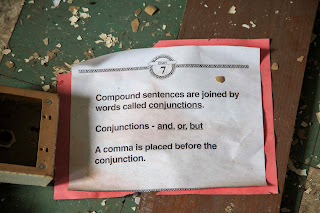 7
Compound sentences are joined by
words called conjunctions.
Conjunctions - and, or, but
A comma is placed before the
conjunction.